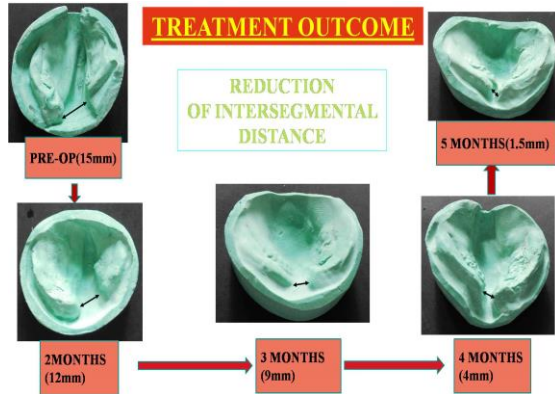 TREATMENT OUTCOME
REDUCTION
OF INTERSEGMENTAL
DISTANCE
PRE-OP(15mm)
2MONTHS
(12mm)
3 MONTHS
(9mm)
4 MONTHS
(4mm)
5 MONTHS(1.5mm)